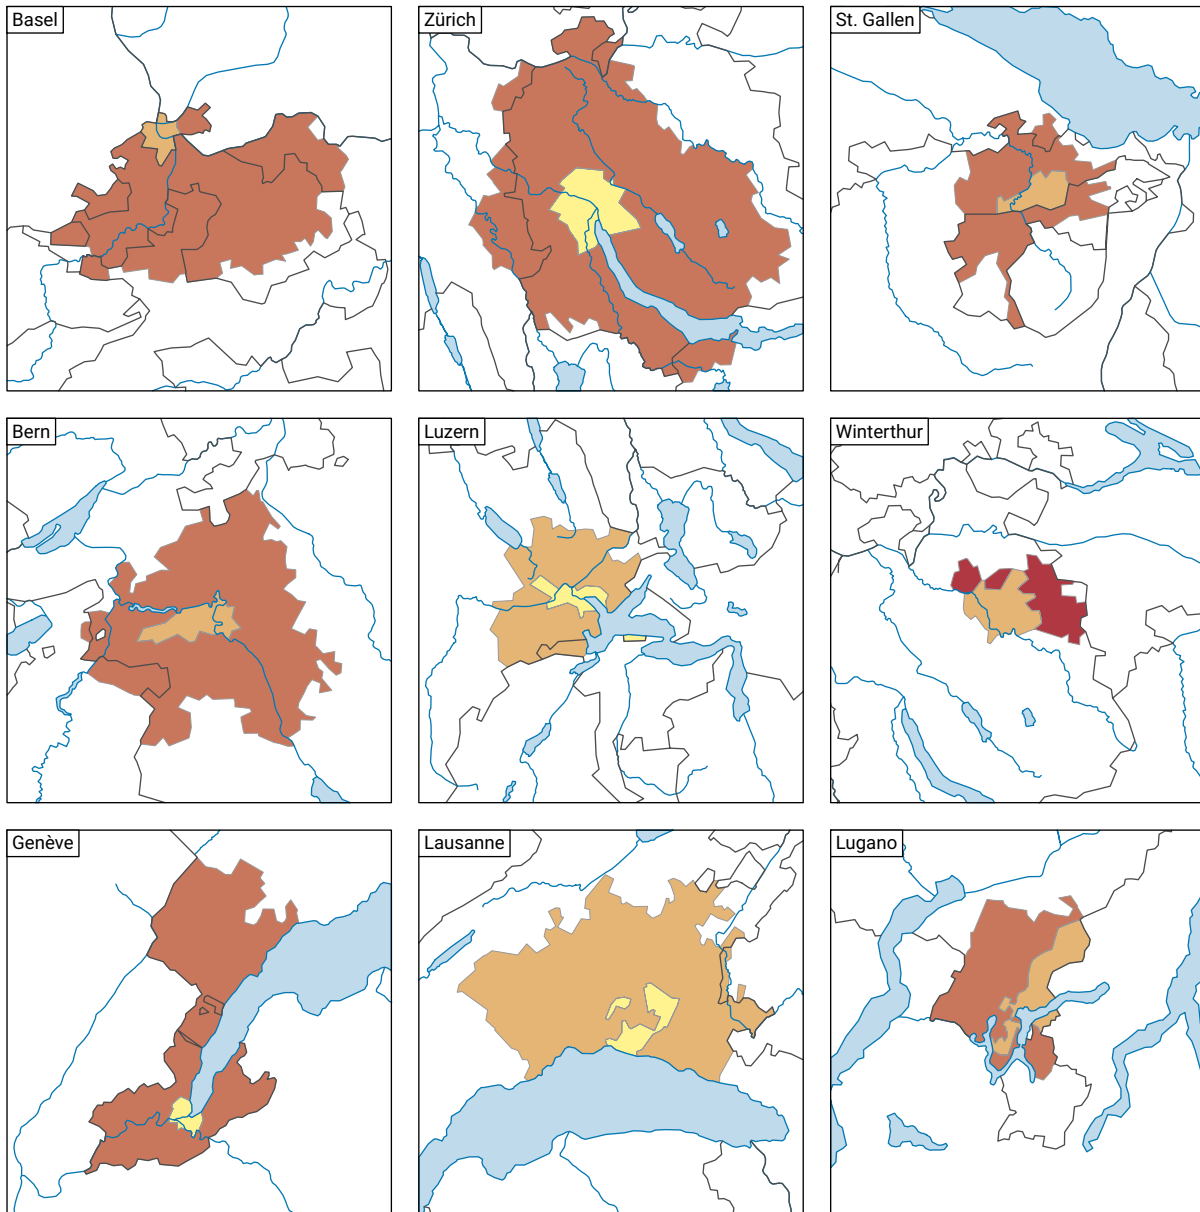 Basel
Zürich
St. Gallen
Bern
Luzern
Winterthur
Genève
Lausanne
Lugano